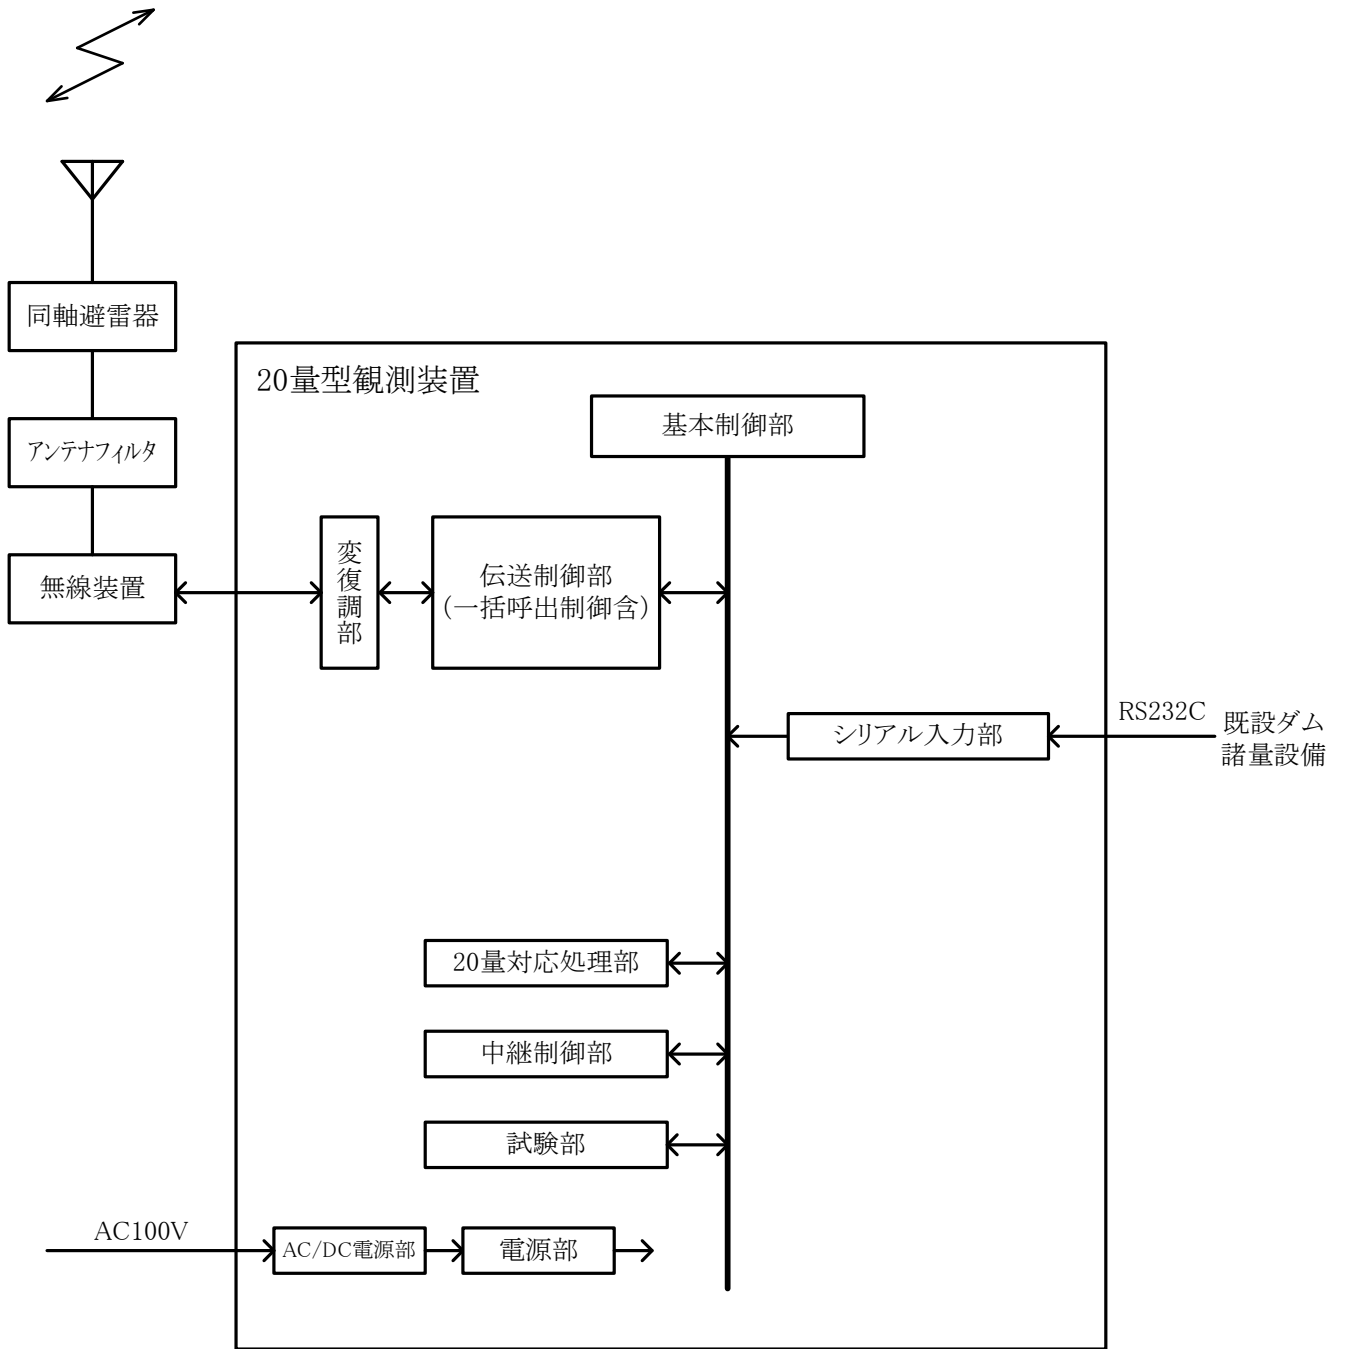 同軸避雷器
20量型観測装置
基本制御部
アンテナフィルタ
変復調部
伝送制御部
(一括呼出制御含)
無線装置
RS232C
既設ダム
諸量設備
シリアル入力部
20量対応処理部
中継制御部
試験部
AC100V
AC/DC電源部
電源部